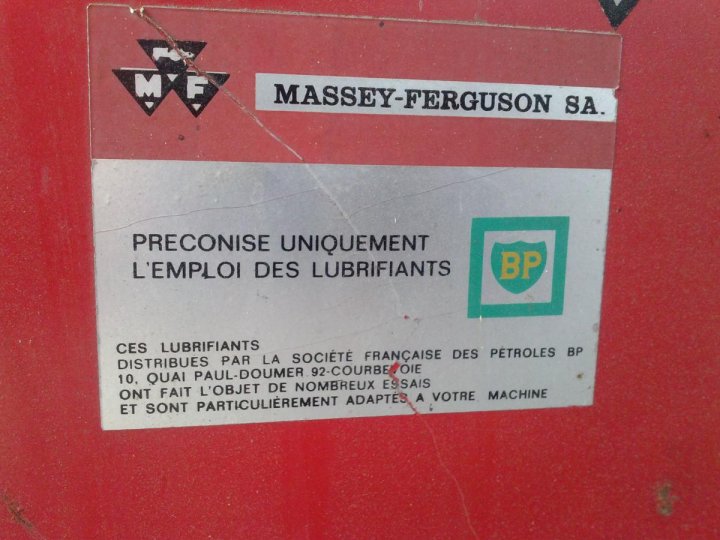 MF
MASSEY-FERGUSON SA.
PRECONISE UNIQUEMENT
L'EMPLOI DES LUBRIFIANTS
BP
CES LUBRIFIANTS
DISTRIBUES PAR LA SOCIÉTÉ FRANÇAISE DES PÉTROLES BP
10, QUAI PAUL-DOUMER 92-COURBEVOIE
ONT FAIT L'OBJET DE NOMBREUX ESSAIS
ET SONT PARTICULIÈREMENT ADAPTÉS A VOTRE MACHINE